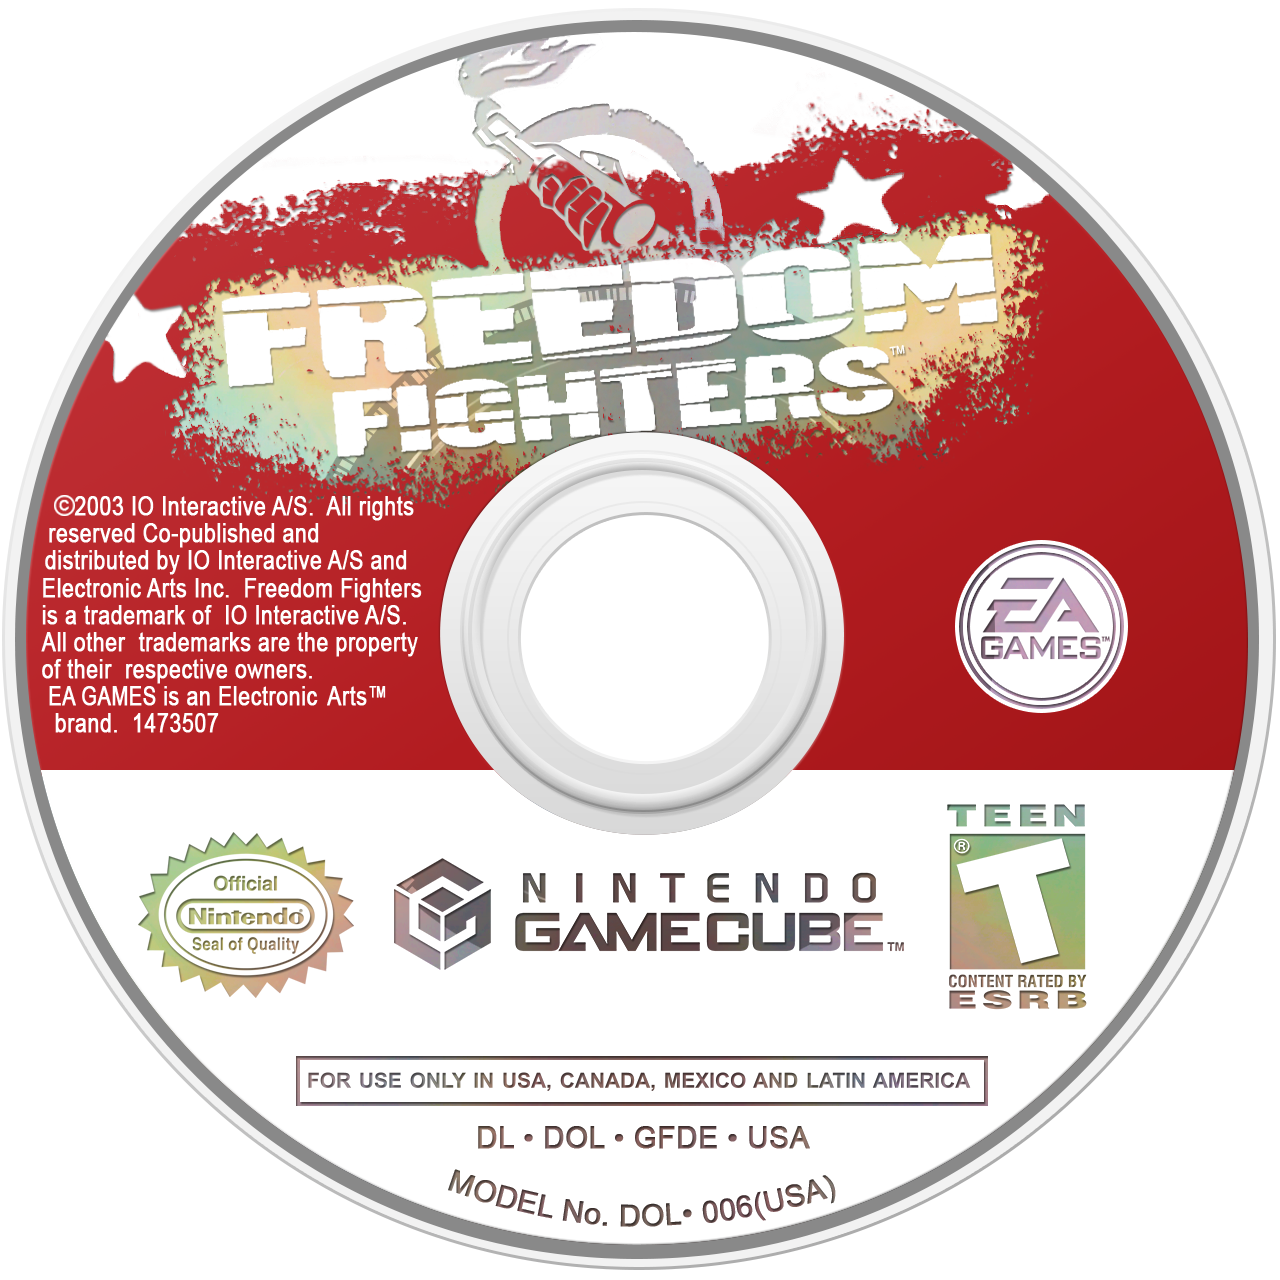 FREEDOM
FIGHTERS™
©2003 IO Interactive A/S. All rights
reserved Co-published and
distributed by IO Interactive A/S and
Electronic Arts Inc. Freedom Fighters
is a trademark of IO Interactive A/S.
All other trademarks are the property
of their respective owners.
EA GAMES is an Electronic Arts™
brand. 1473507
EA
GAMES™
Official
Nintendo®
Seal of Quality
NINTENDO
GAMECUBE™
TEEN
®
T
CONTENT RATED BY
ESRB
FOR USE ONLY IN USA, CANADA, MEXICO AND LATIN AMERICA
DL • DOL • GFDE • USA
MODEL No. DOL• 006(USA)